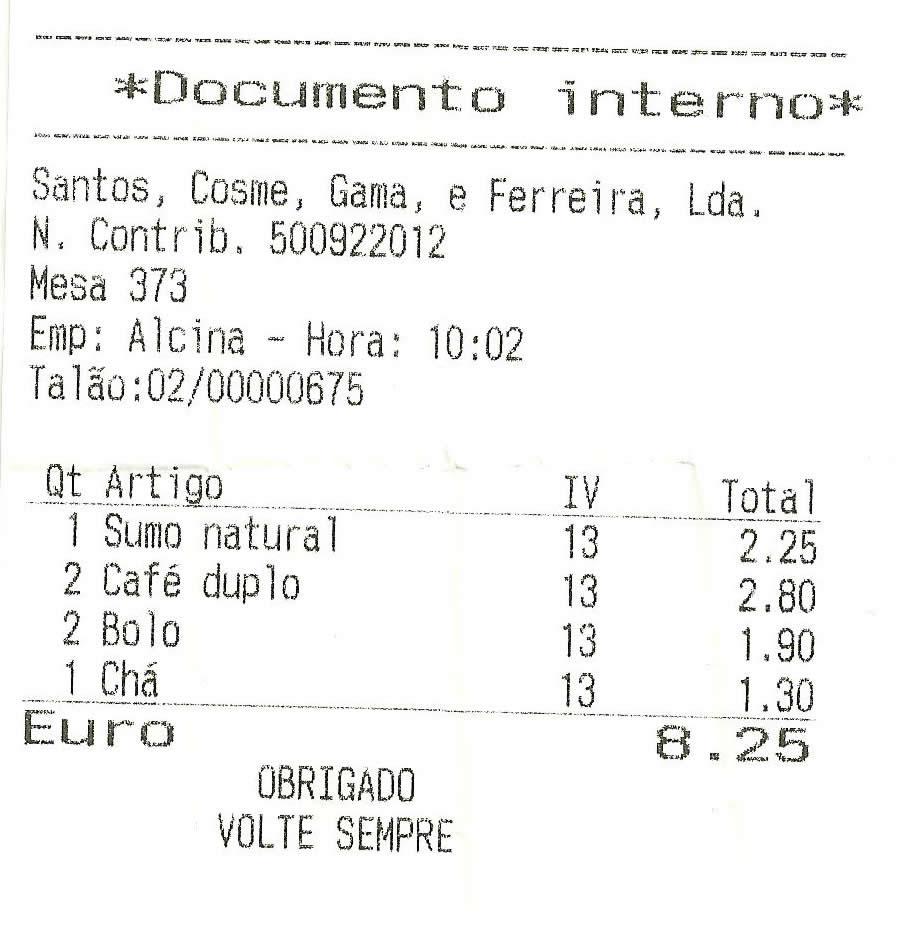 *Documento interno*
Santos, Cosme, Gama, e Ferreira, Lda.
N. Contrib. 500922012
Mesa 373
Emp: Alcina - Hora: 10:02
Talão:02/00000675
Qt Artigo IV Total
1 Sumo natural 13 2.25
2 Café duplo 13 2.80
2 Bolo 13 1.90
1 Chá 13 1.30
Euro 8.25
OBRIGADO
VOLTE SEMPRE